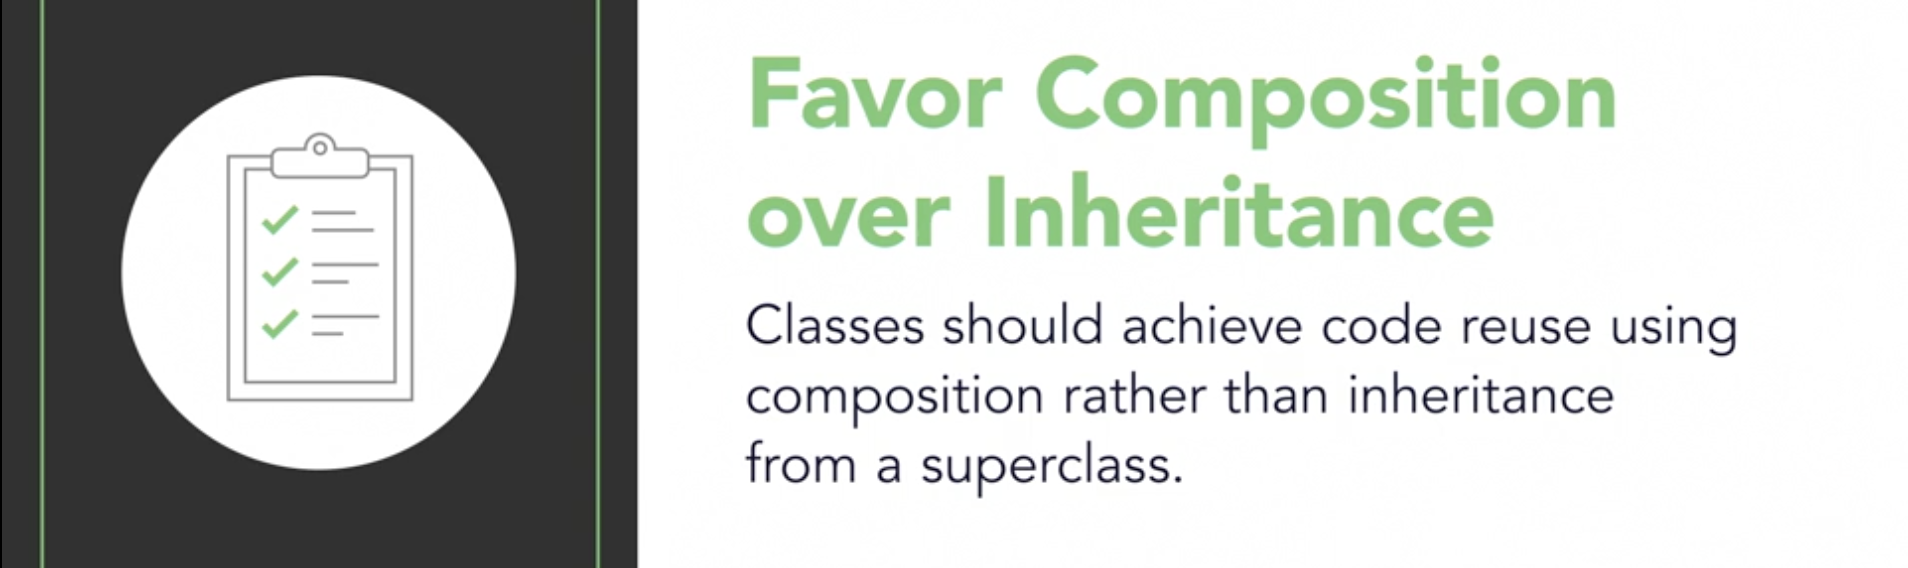 Favor Composition
over Inheritance
Classes should achieve code reuse using
composition rather than inheritance
from a superclass.